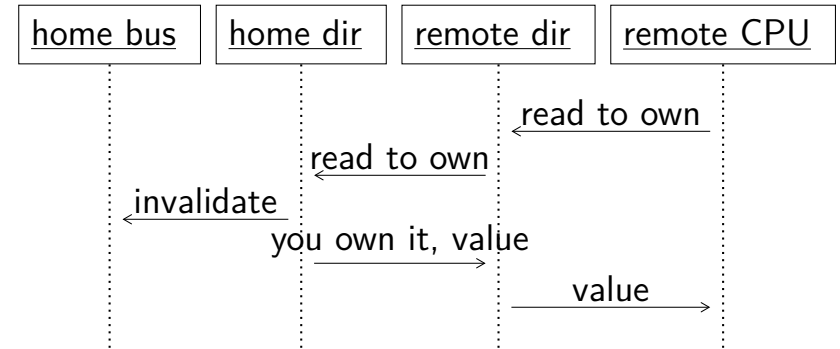 home bus
home dir
remote dir
remote CPU
read to own
read to own
invalidate
you own it, value
value